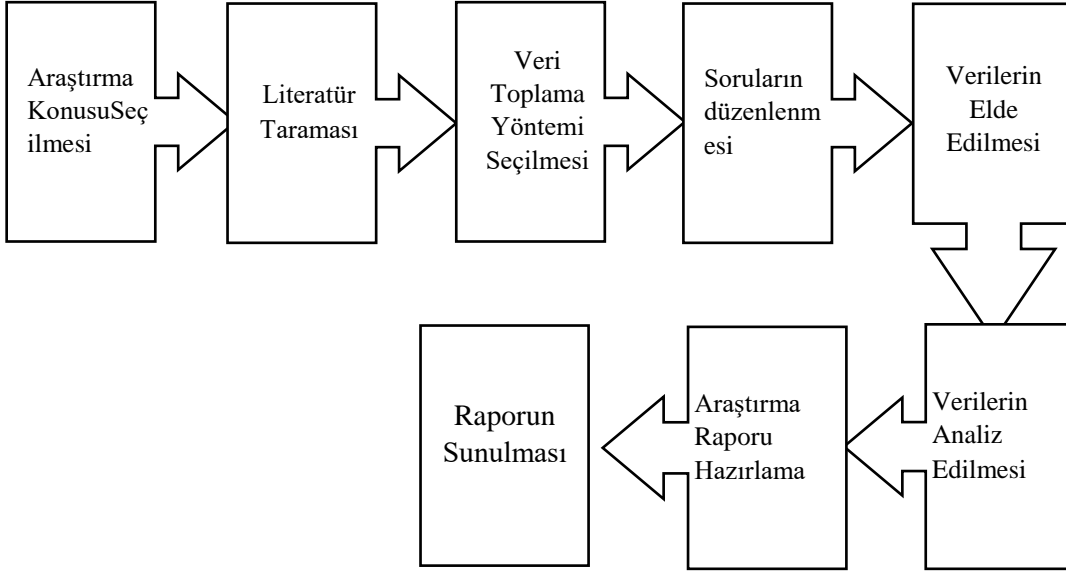 Araştırma
KonusuSeç
ilmesi
Literatür
Taraması
Veri
Toplama
Yöntemi
Seçilmesi
Soruların
düzenlenm
esi
Verilerin
Elde
Edilmesi
Verilerin
Analiz
Edilmesi
Araştırma
Raporu
Hazırlama
Raporun
Sunulması